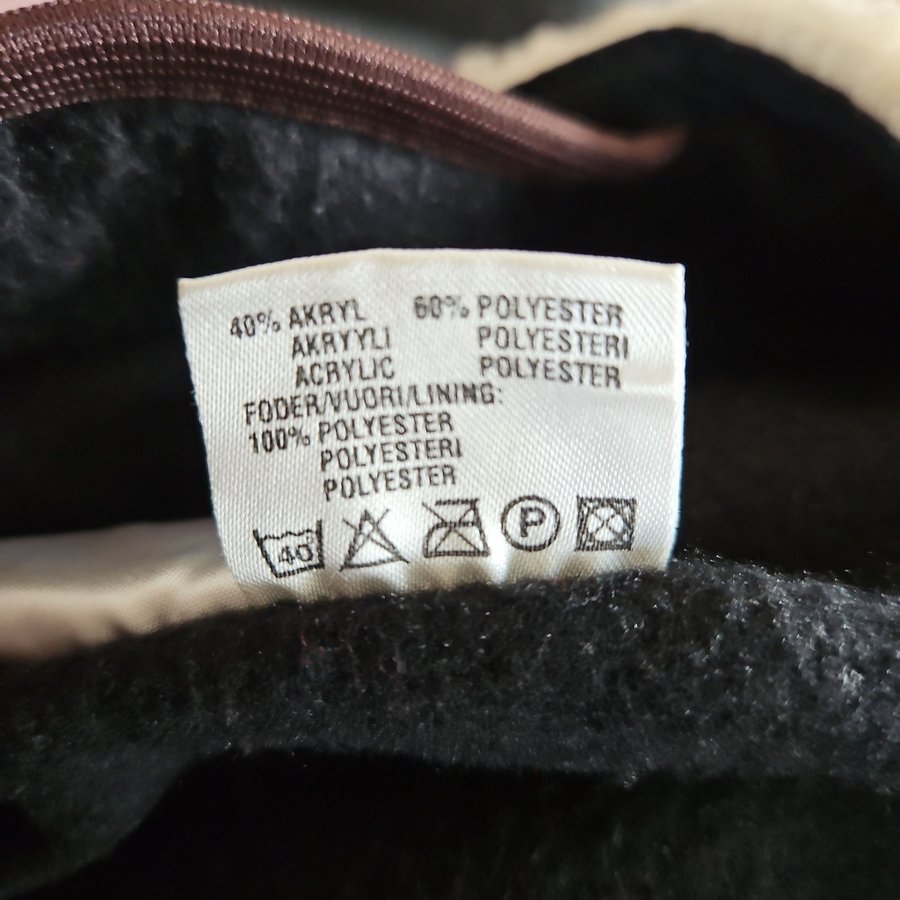 40% AKRYL 60% POLYESTER
AKRYYLI POLYESTERI
ACRYLIC POLYESTER
FODER/VUORI/LINING:
100% POLYESTER
POLYESTERI
POLYESTER
40 P